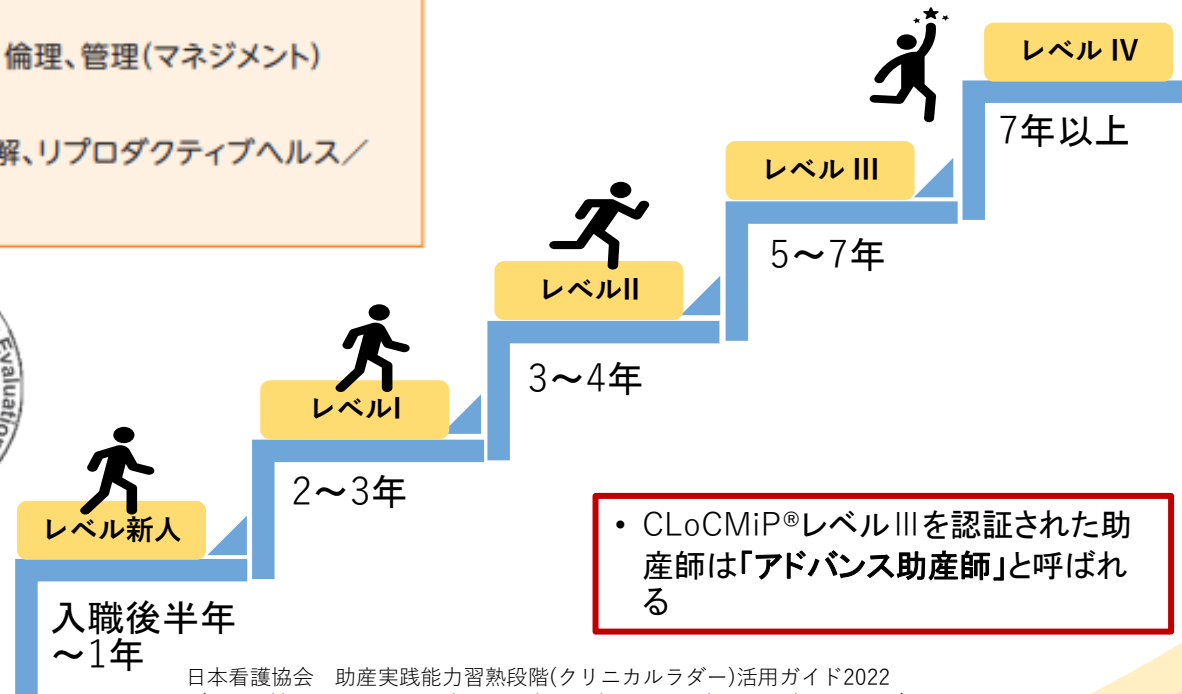 倫理、管理(マネジメント)
解、リプロダクティブヘルス／
Evaluation
レベル IV
7年以上
レベル III
5～7年
レベルII
3～4年
レベルI
2～3年
レベル新人
入職後半年
～1年
• CLoCMiP®レベルⅢを認証された助
産師は「アドバンス助産師」と呼ばれ
る
日本看護協会　助産実践能力習熟段階(クリニカルラダー)活用ガイド2022